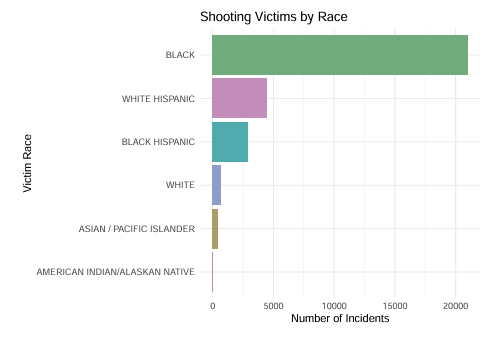 Shooting Victims by Race
Victim Race
BLACK
WHITE HISPANIC
BLACK HISPANIC
WHITE
ASIAN / PACIFIC ISLANDER
AMERICAN INDIAN/ALASKAN NATIVE
0 5000 10000 15000 20000
Number of Incidents